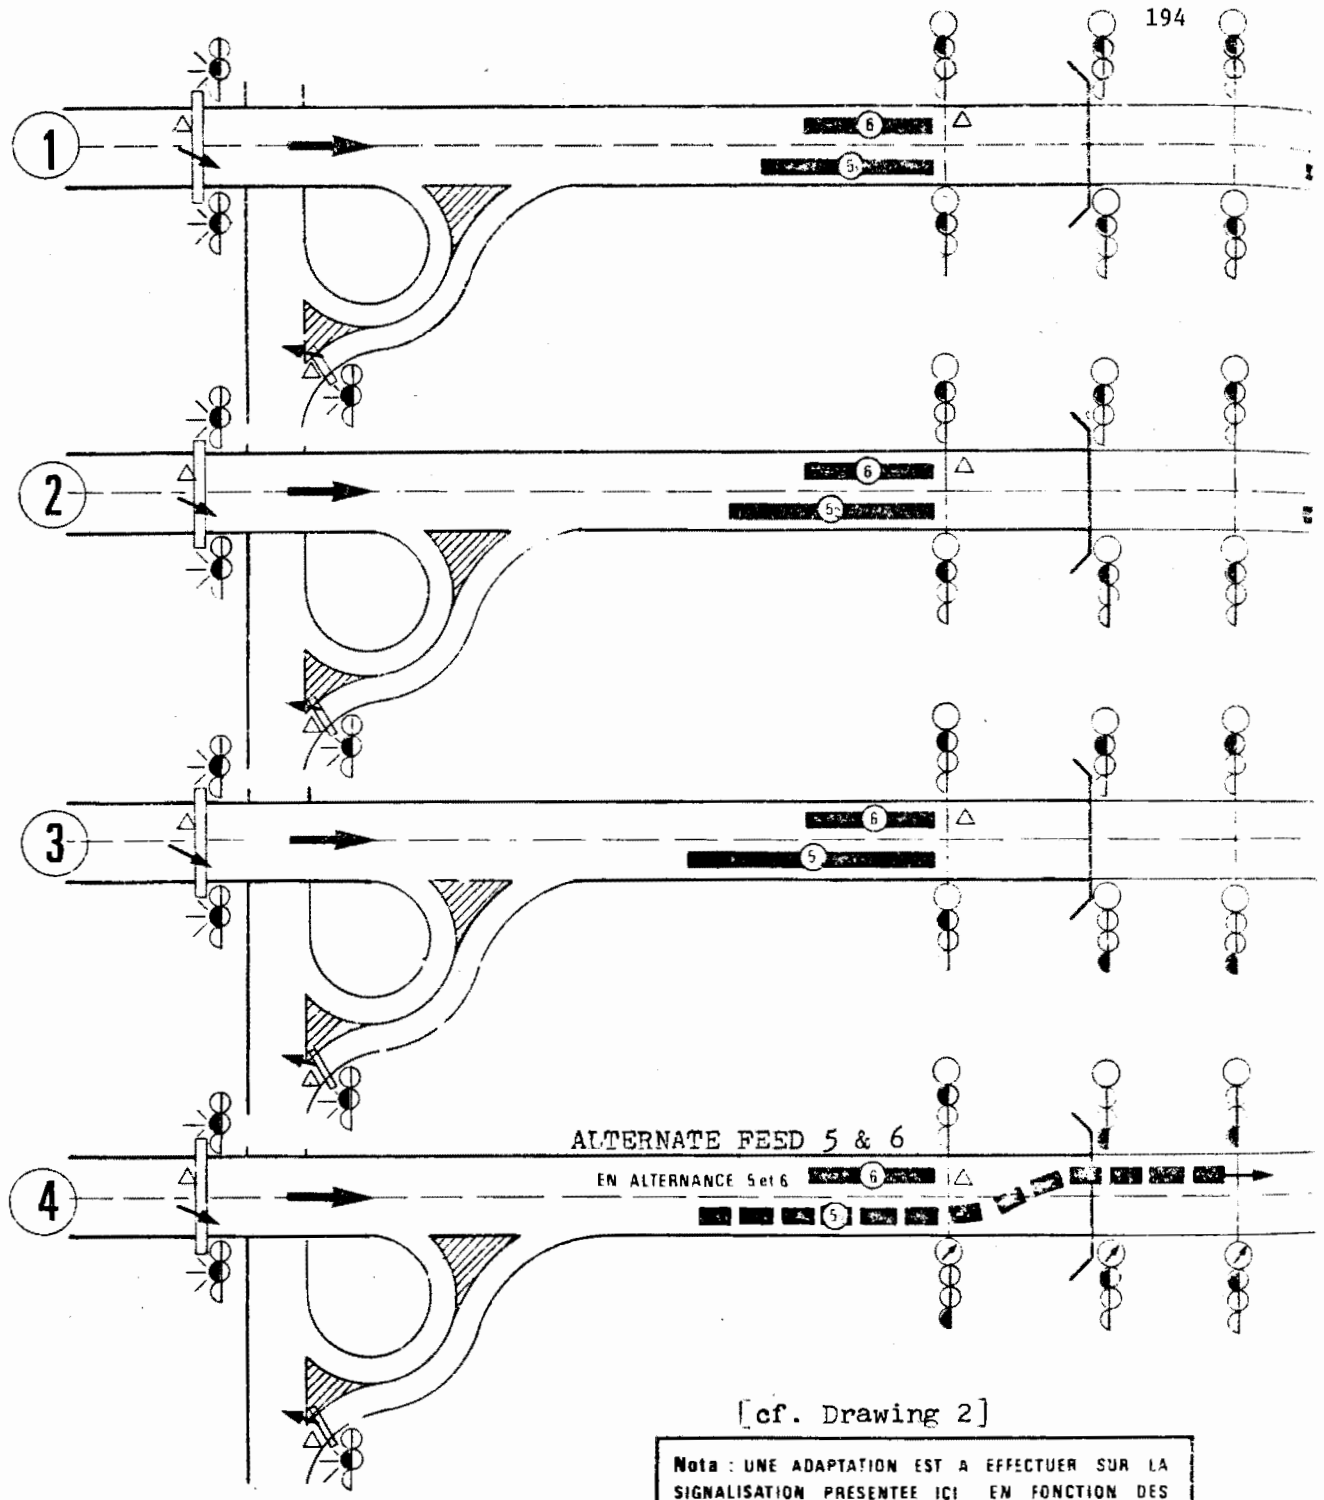 194
1
6
5
2
6
5
3
6
5
4
ALTERNATE FEED 5 & 6
EN ALTERNANCE 5 et 6
6
5
[cf. Drawing 2]
Nota : UNE ADAPTATION EST A EFFECTUER SUR LA
SIGNALISATION PRESENTEE ICI EN FONCTION DES